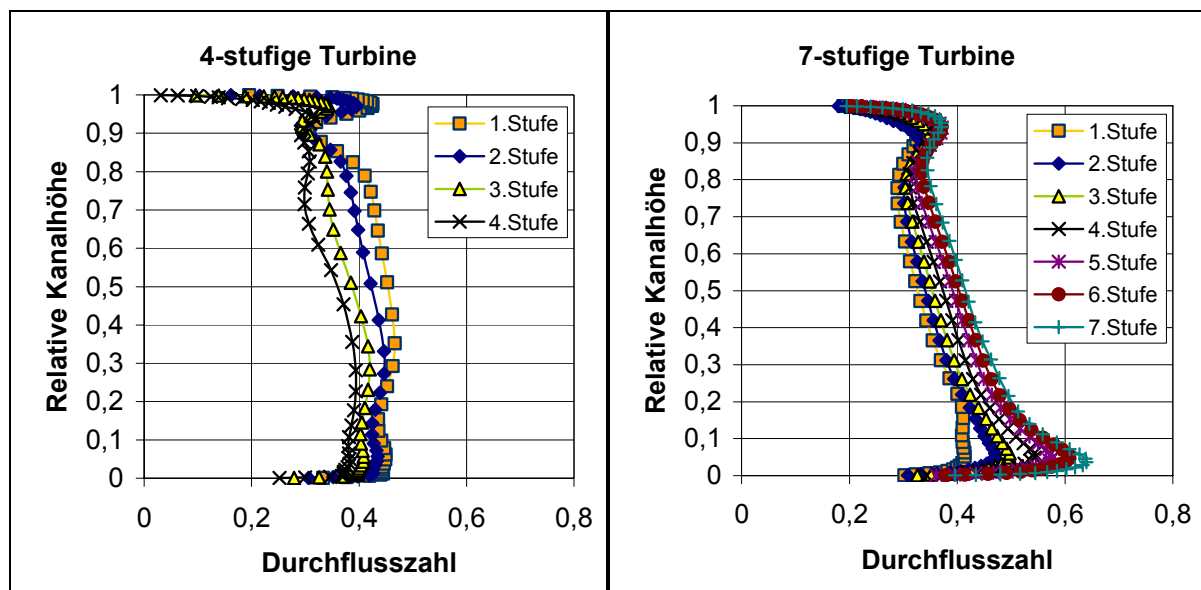 4-stufige Turbine
Relative Kanalhöhe
1
0,9
0,8
0,7
0,6
0,5
0,4
0,3
0,2
0,1
0
0
0,2
0,4
0,6
0,8
Durchflusszahl
1.Stufe
2.Stufe
3.Stufe
4.Stufe
7-stufige Turbine
Relative Kanalhöhe
1
0,9
0,8
0,7
0,6
0,5
0,4
0,3
0,2
0,1
0
0
0,2
0,4
0,6
0,8
Durchflusszahl
1.Stufe
2.Stufe
3.Stufe
4.Stufe
5.Stufe
6.Stufe
7.Stufe